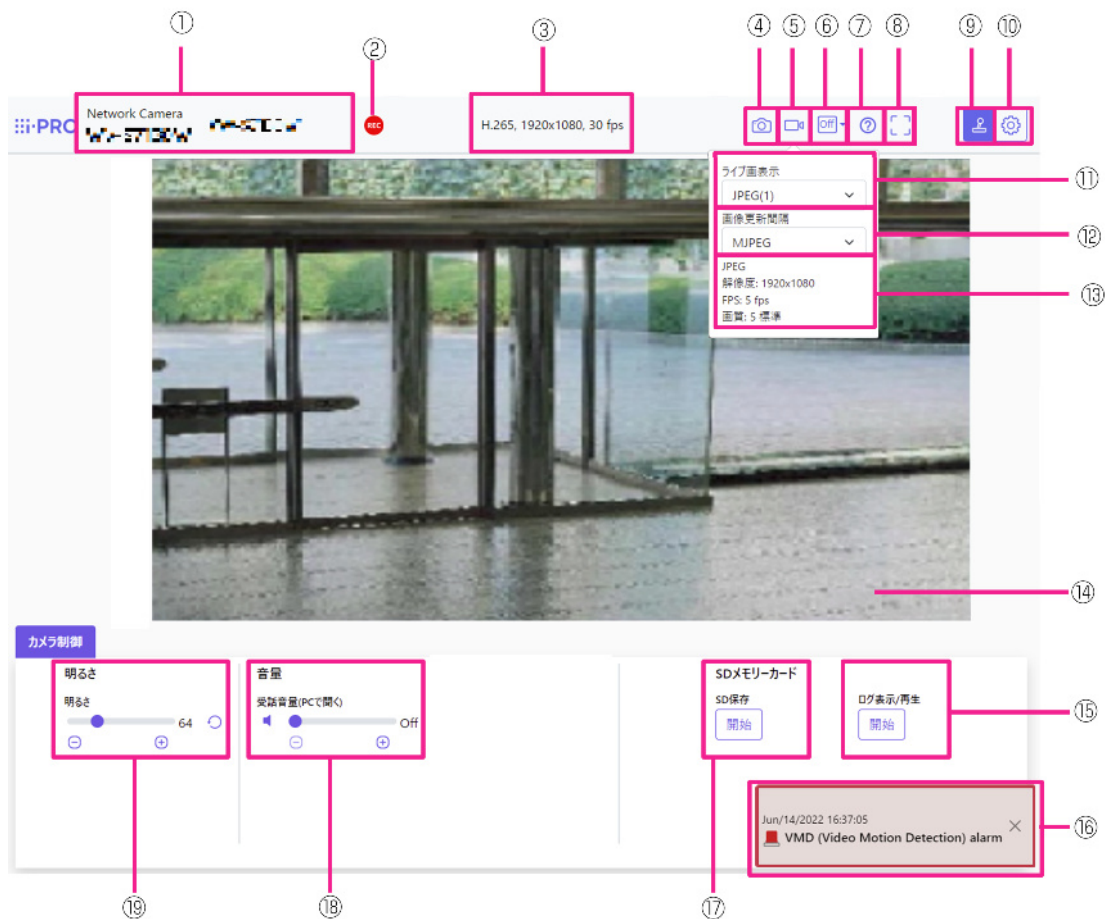 ①
②
③
④
⑤
⑥
⑦
⑧
⑨
⑩
i-PRO
Network Camera
REC
H.265, 1920x1080, 30 fps
Off
ライブ画表示
JPEG(1)
⑪
画像更新間隔
MJPEG
⑫
JPEG
解像度: 1920x1080
FPS: 5 fps
画質: 5 標準
⑬
⑭
カメラ制御
明るさ
明るさ
64
音量
受話音量(PCで聞く)
Off
SDメモリーカード
SD保存
開始
ログ表示/再生
開始
⑮
Jun/14/2022 16:37:05
VMD (Video Motion Detection) alarm
⑯
⑲
⑱
⑰